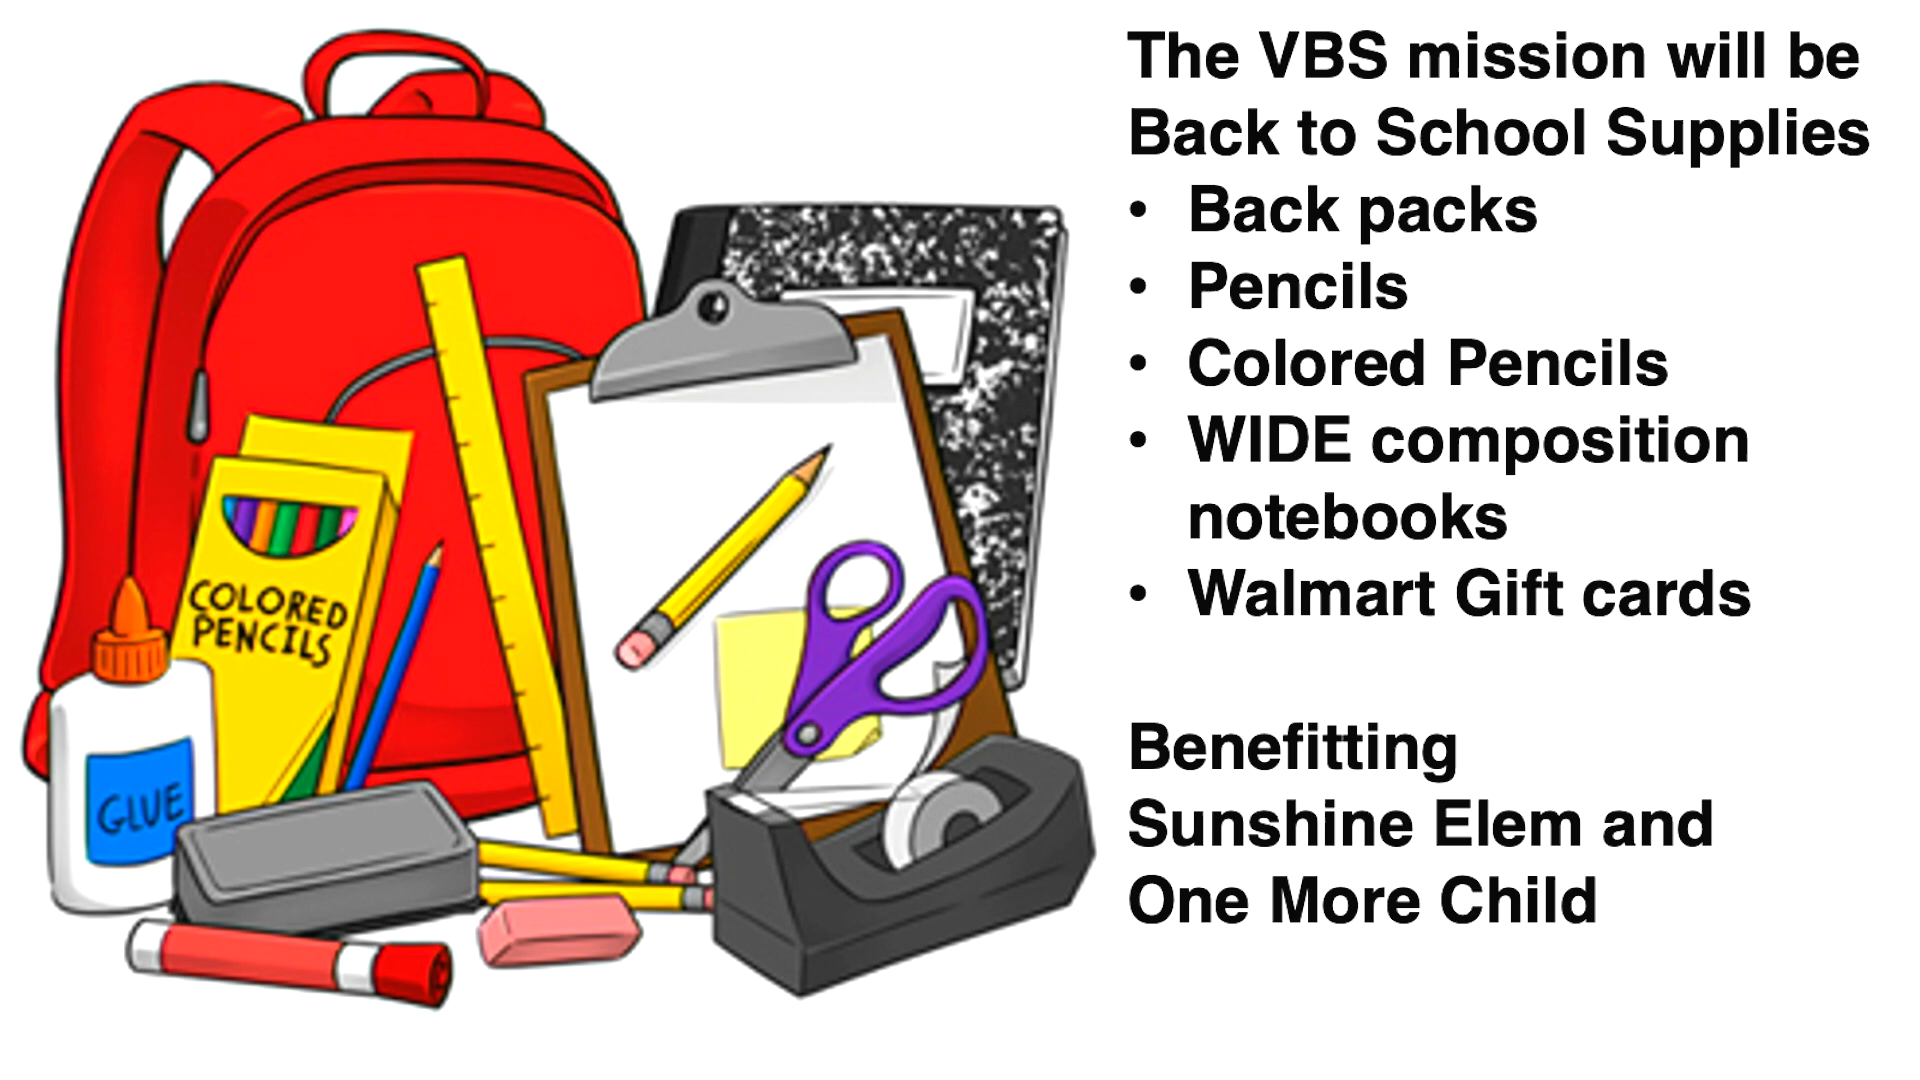 The VBS mission will be
Back to School Supplies
• Back packs
• Pencils
• Colored Pencils
• WIDE composition
notebooks
• Walmart Gift cards
Benefitting
Sunshine Elem and
One More Child
COLORED
PENCILS
GLUE